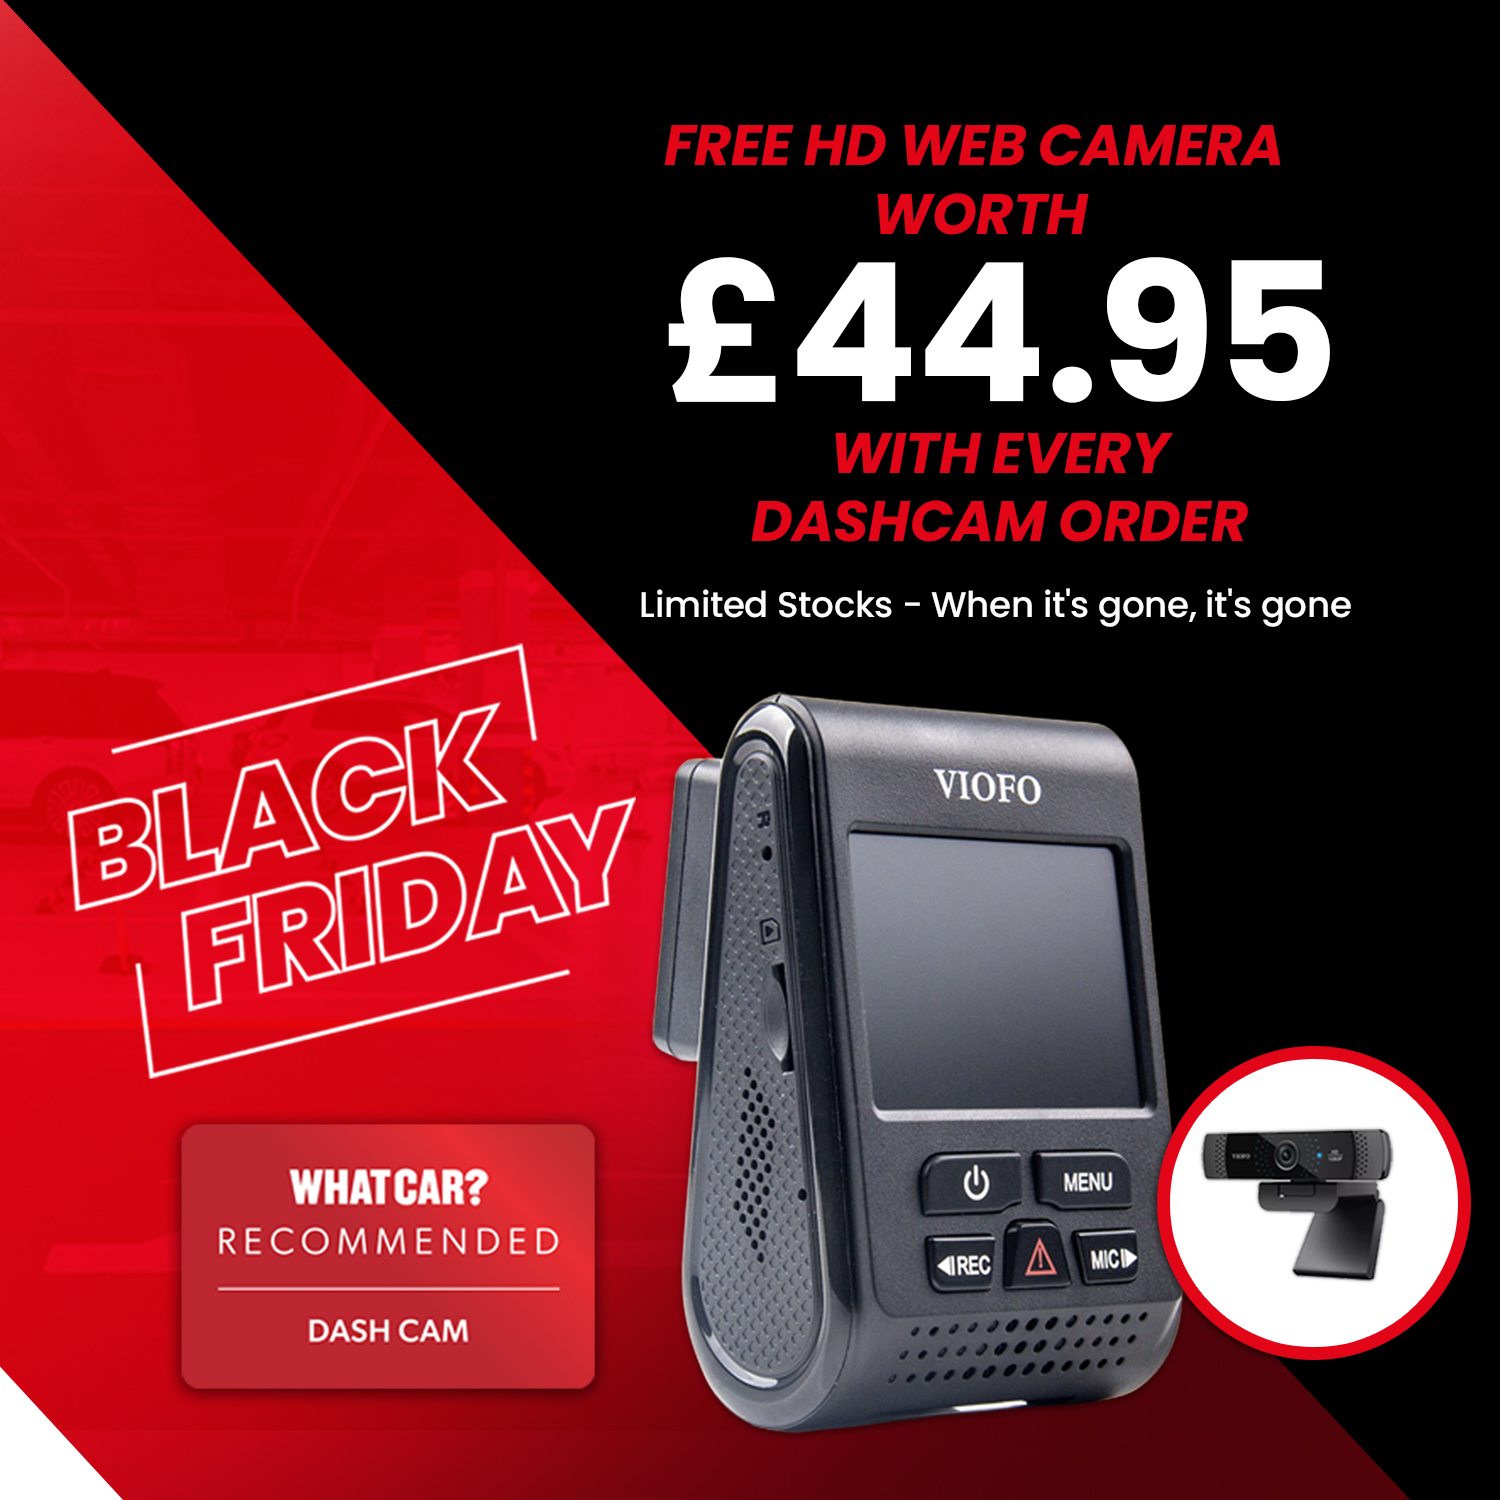 FREE HD WEB CAMERA
WORTH
£44.95
WITH EVERY
DASHCAM ORDER
Limited Stocks - When it's gone, it's gone
BLACK
FRIDAY
WHATCAR?
RECOMMENDED
DASH CAM
VIOFO
R
MENU
REC
MIC
VIOFO